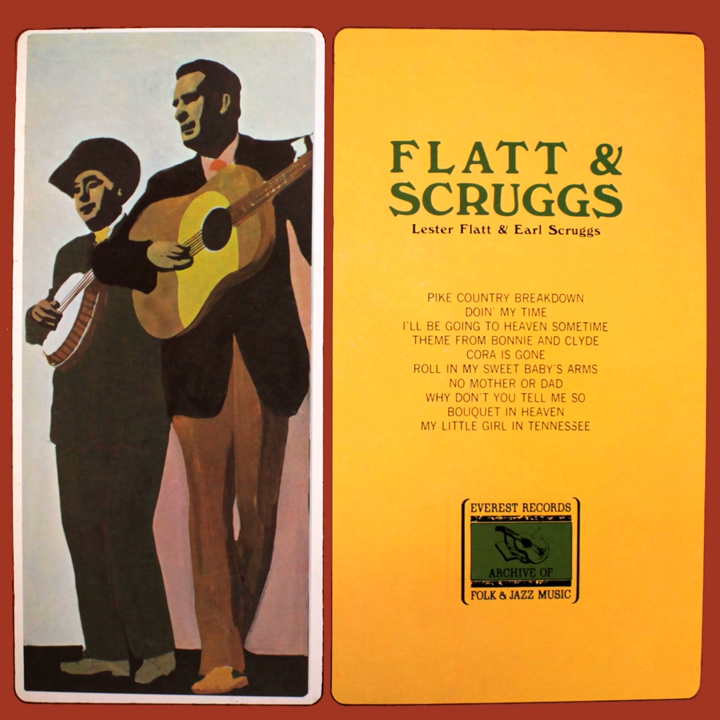 FLATT &
SCRUGGS
Lester Flatt & Earl Scruggs
PIKE COUNTRY BREAKDOWN
DOIN' MY TIME
I'LL BE GOING TO HEAVEN SOMETIME
THEME FROM BONNIE AND CLYDE
CORA IS GONE
ROLL IN MY SWEET BABY'S ARMS
NO MOTHER OR DAD
WHY DON'T YOU TELL ME SO
BOUQUET IN HEAVEN
MY LITTLE GIRL IN TENNESSEE
EVEREST RECORDS
ARCHIVE OF
FOLK & JAZZ MUSIC